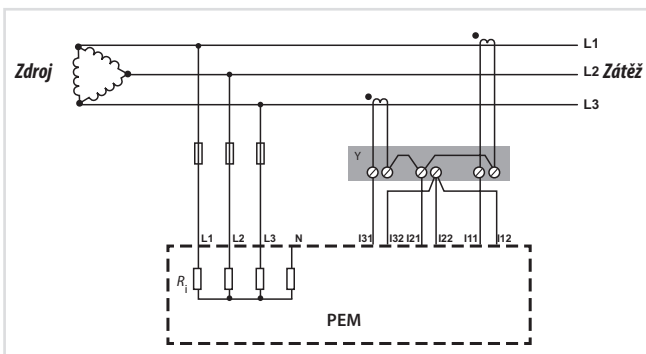 L1
Zdroj
L2 Zátěž
L3
Y
L1 L2 L3 N I31 I32 I21 I22 I11 I12
Ri
PEM